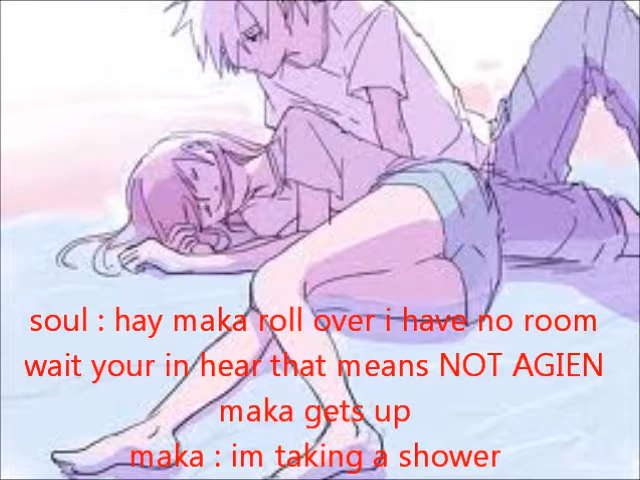 soul : hay maka roll over i have no room
wait your in hear that means NOT AGIEN
maka gets up
maka : im taking a shower